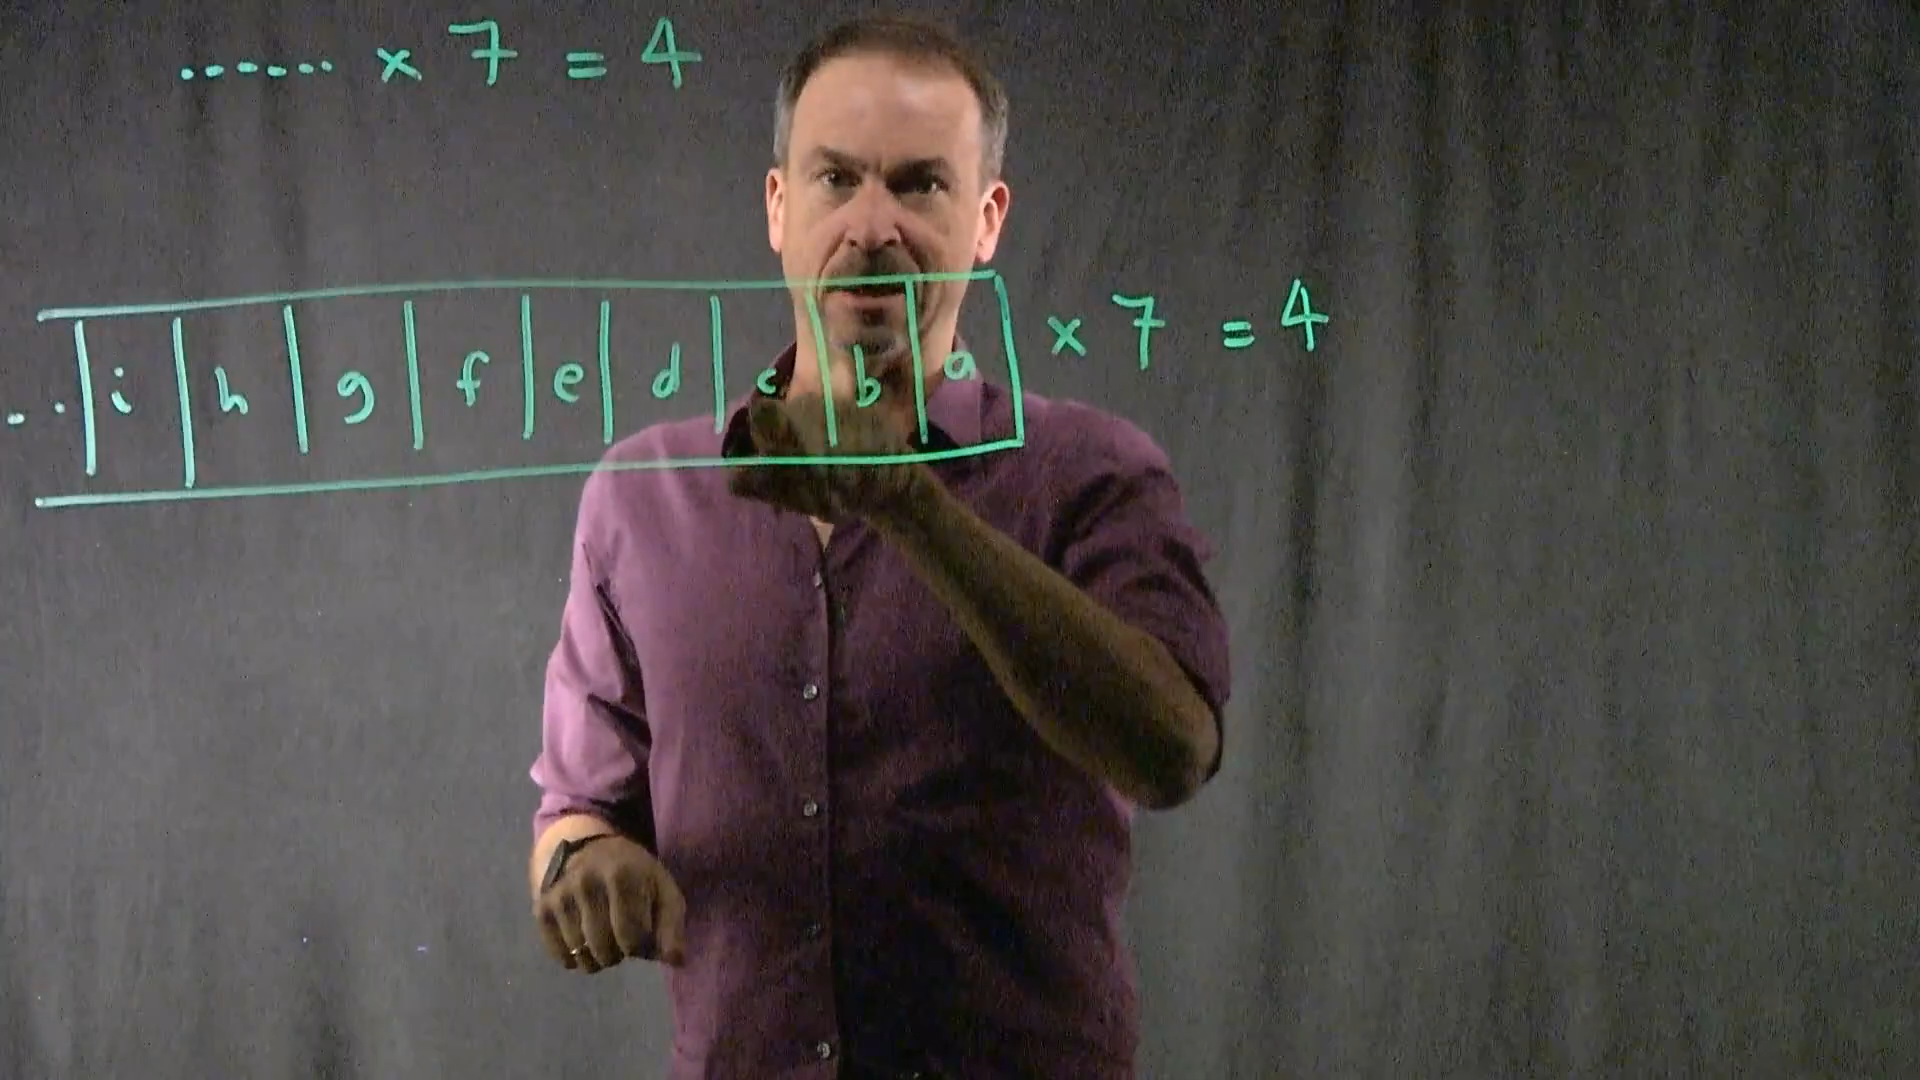 ...... × 7 = 4
... | i | h | g | f | e | d | c | b | a | × 7 = 4